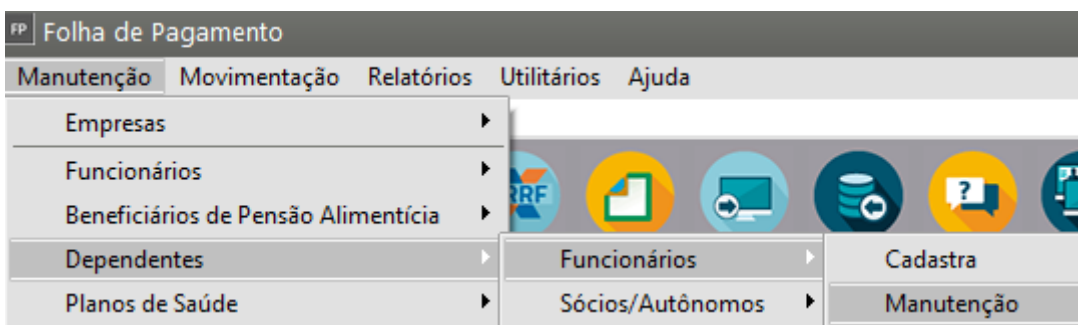 FP Folha de Pagamento
Manutenção Movimentação Relatórios Utilitários Ajuda
Empresas
Funcionários
RRF
?
Beneficiários de Pensão Alimentícia
Dependentes Funcionários Cadastra
Planos de Saúde Sócios/Autônomos Manutenção